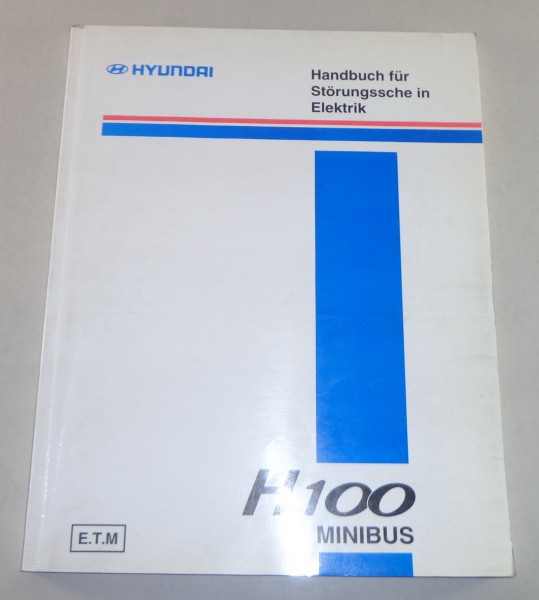 HYUNDAI
Handbuch für
Störungssche in
Elektrik
H100
MINIBUS
E.T.M